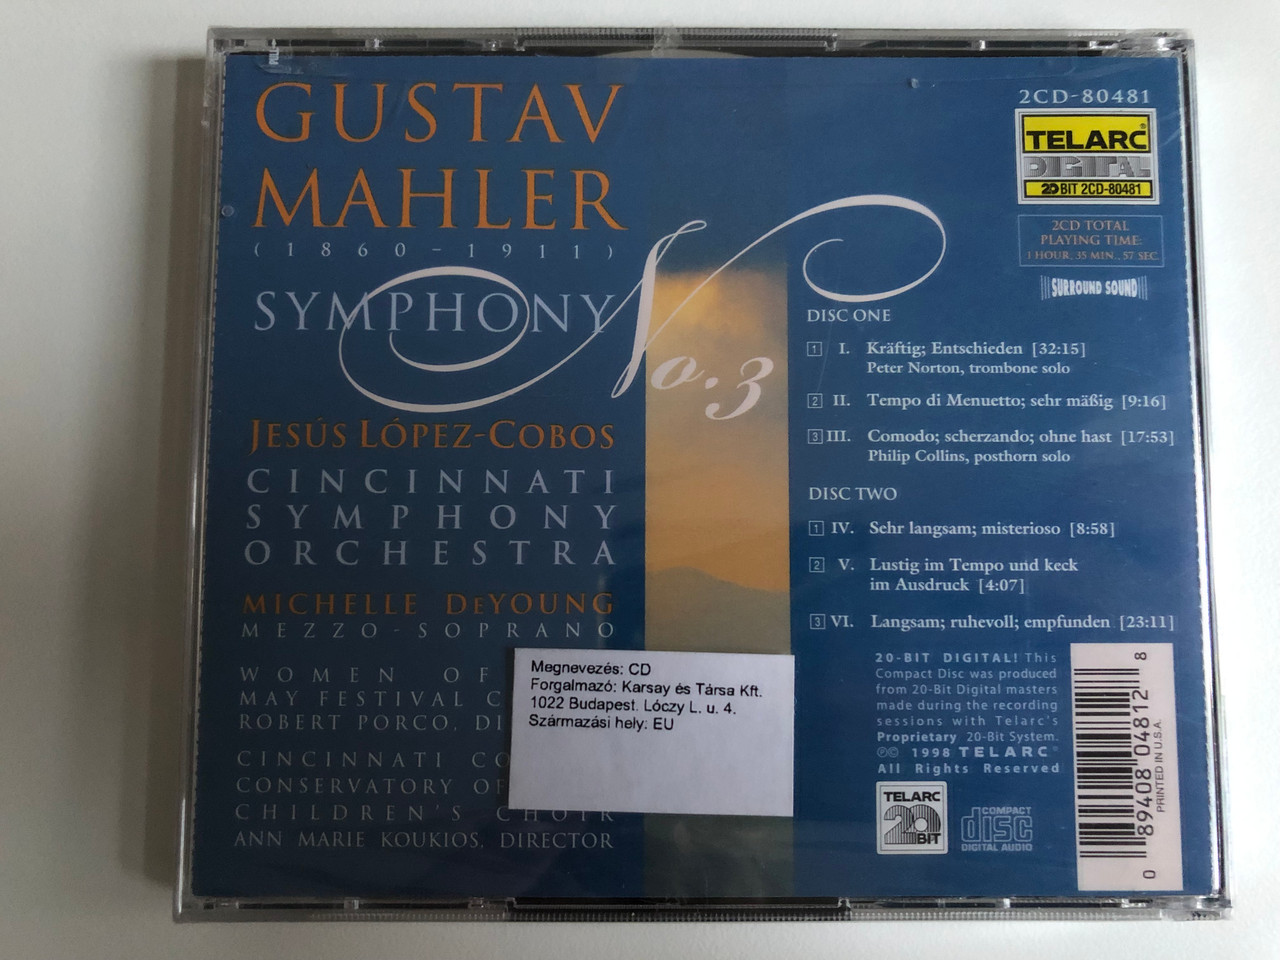 GUSTAV
MAHLER
(1860-1911)
SYMPHONY No. 3
JESÚS LÓPEZ-COBOS
CINCINNATI
SYMPHONY
ORCHESTRA
MICHELLE DEYOUNG
MEZZO-SOPRANO
WOMEN OF
MAY FESTIVAL
ROBERT PORCO,
CINCINNATI
CONSERVATORY OF
CHILDREN'S CHOIR
ANN MARIE KOUKIOS, DIRECTOR
Megnevezés: CD
Forgalmazó: Karsay és Társa Kft.
1022 Budapest. Lóczy L. u. 4.
Származási hely: EU
2CD-80481
TELARC®
DIGITAL
20 BIT 2CD-80481
2CD TOTAL
PLAYING TIME:
1 HOUR, 35 MIN., 57 SEC.
SURROUND SOUND
DISC ONE
1 I. Kräftig; Entschieden [32:15]
Peter Norton, trombone solo
2 II. Tempo di Menuetto; sehr mäßig [9:16]
3 III. Comodo; scherzando; ohne hast [17:53]
Philip Collins, posthorn solo
DISC TWO
1 IV. Sehr langsam; misterioso [8:58]
2 V. Lustig im Tempo und keck
im Ausdruck [4:07]
3 VI. Langsam; ruhevoll; empfunden [23:11]
20-BIT DIGITAL! This
Compact Disc was produced
from 20-Bit Digital masters
made during the recording
sessions with Telarc's
Proprietary 20-Bit System.
℗© 1998 TELARC®
All Rights Reserved
TELARC
20
BIT
COMPACT
disc
DIGITAL AUDIO
0 89408 04812 8
PRINTED IN U.S.A.